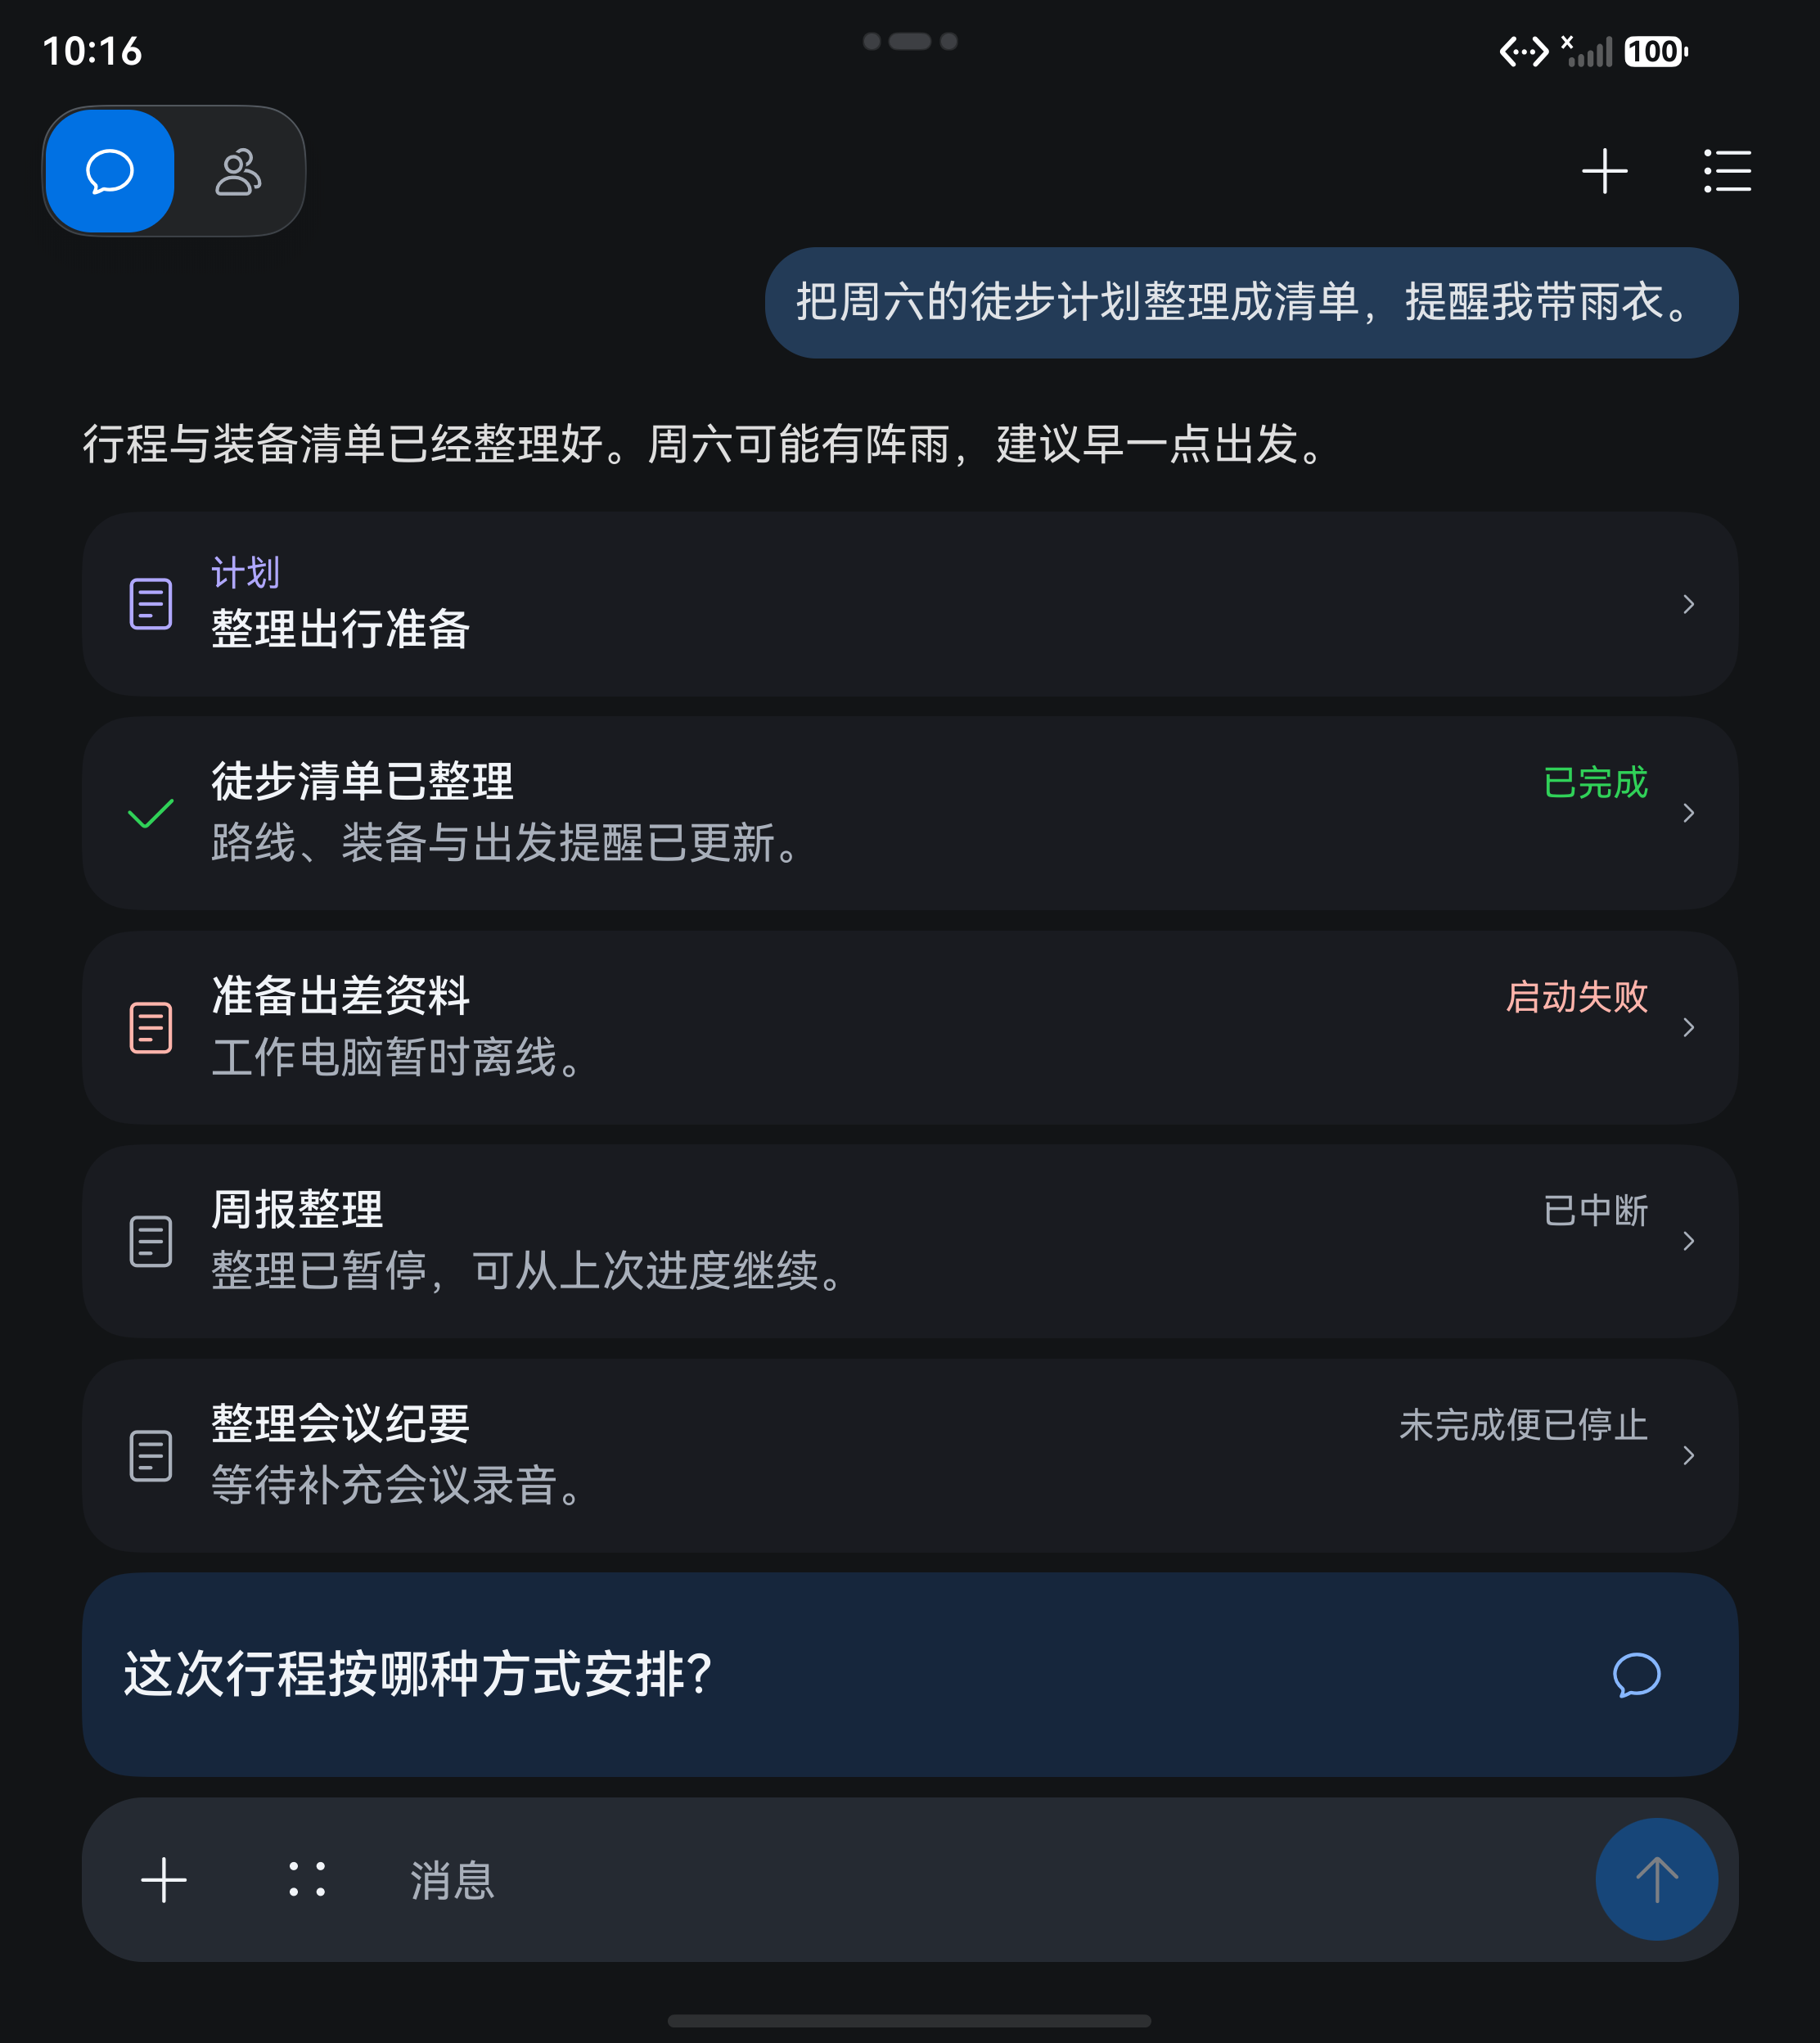 10:16
100
把周六的徒步计划整理成清单，提醒我带雨衣。
行程与装备清单已经整理好。周六可能有阵雨，建议早一点出发。
计划
整理出行准备
徒步清单已整理
已完成
路线、装备与出发提醒已更新。
准备出差资料
启动失败
工作电脑暂时离线。
周报整理
已中断
整理已暂停，可从上次进度继续。
整理会议纪要
未完成便已停止
等待补充会议录音。
这次行程按哪种方式安排？
消息